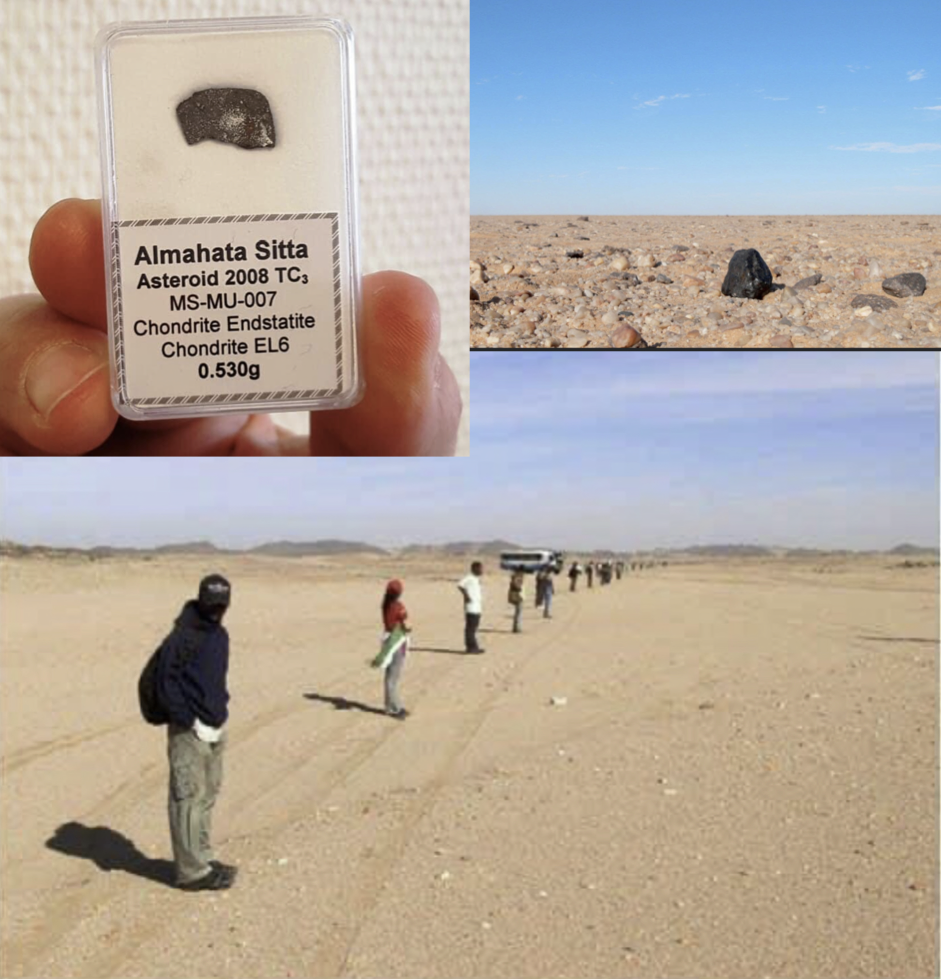 Almahata Sitta
Asteroid 2008 TC₃
MS-MU-007
Chondrite Endstatite
Chondrite EL6
0.530g